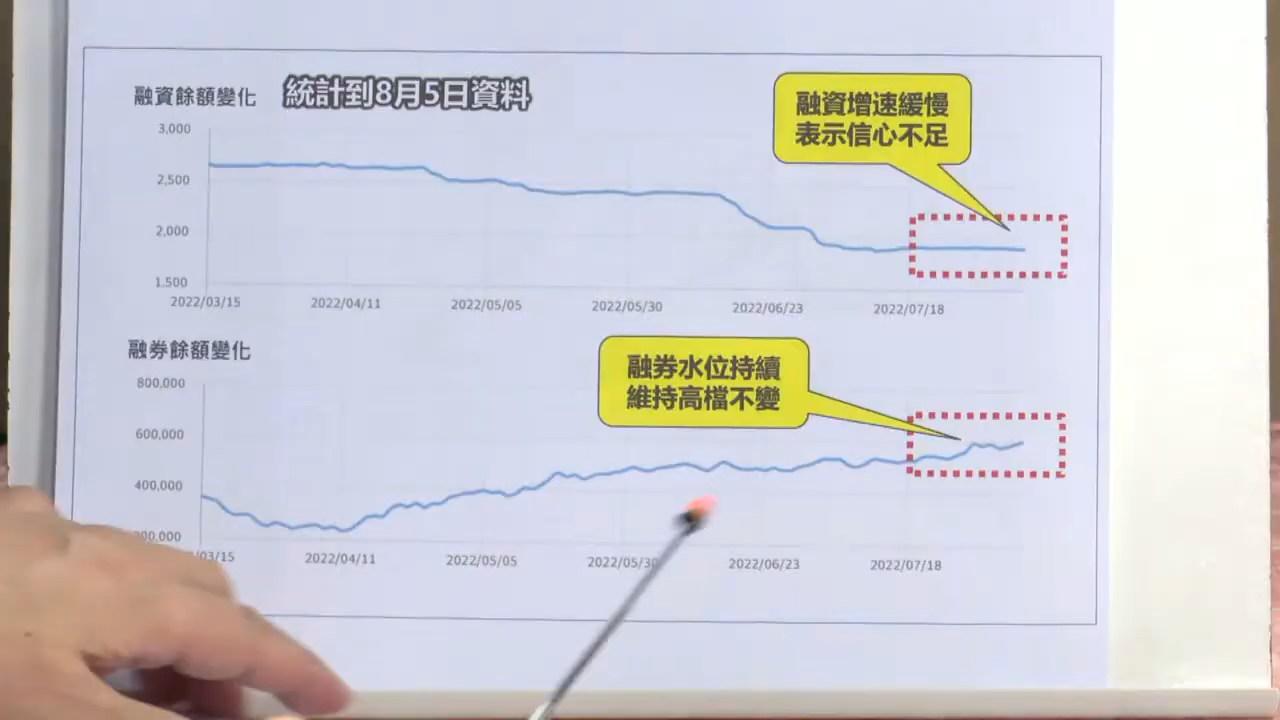 融資餘額變化
統計到8月5日資料
融資增速緩慢
表示信心不足
3,000
2,500
2,000
1,500
2022/03/15 2022/04/11 2022/05/05 2022/05/30 2022/06/23 2022/07/18
融券餘額變化
融券水位持續
維持高檔不變
800,000
600,000
400,000
00,000
03/15 2022/04/11 2022/05/05 2022/05/30 2022/06/23 2022/07/18